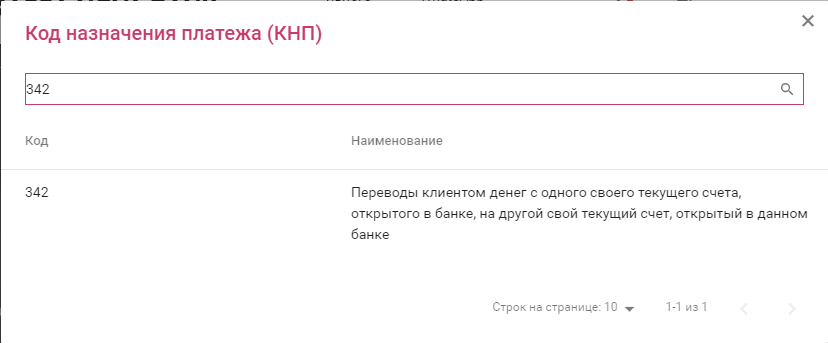 Код назначения платежа (КНП)
342
Код Наименование
342 Переводы клиентом денег с одного своего текущего счета,
открытого в банке, на другой свой текущий счет, открытый в данном
банке
Строк на странице: 10 1-1 из 1